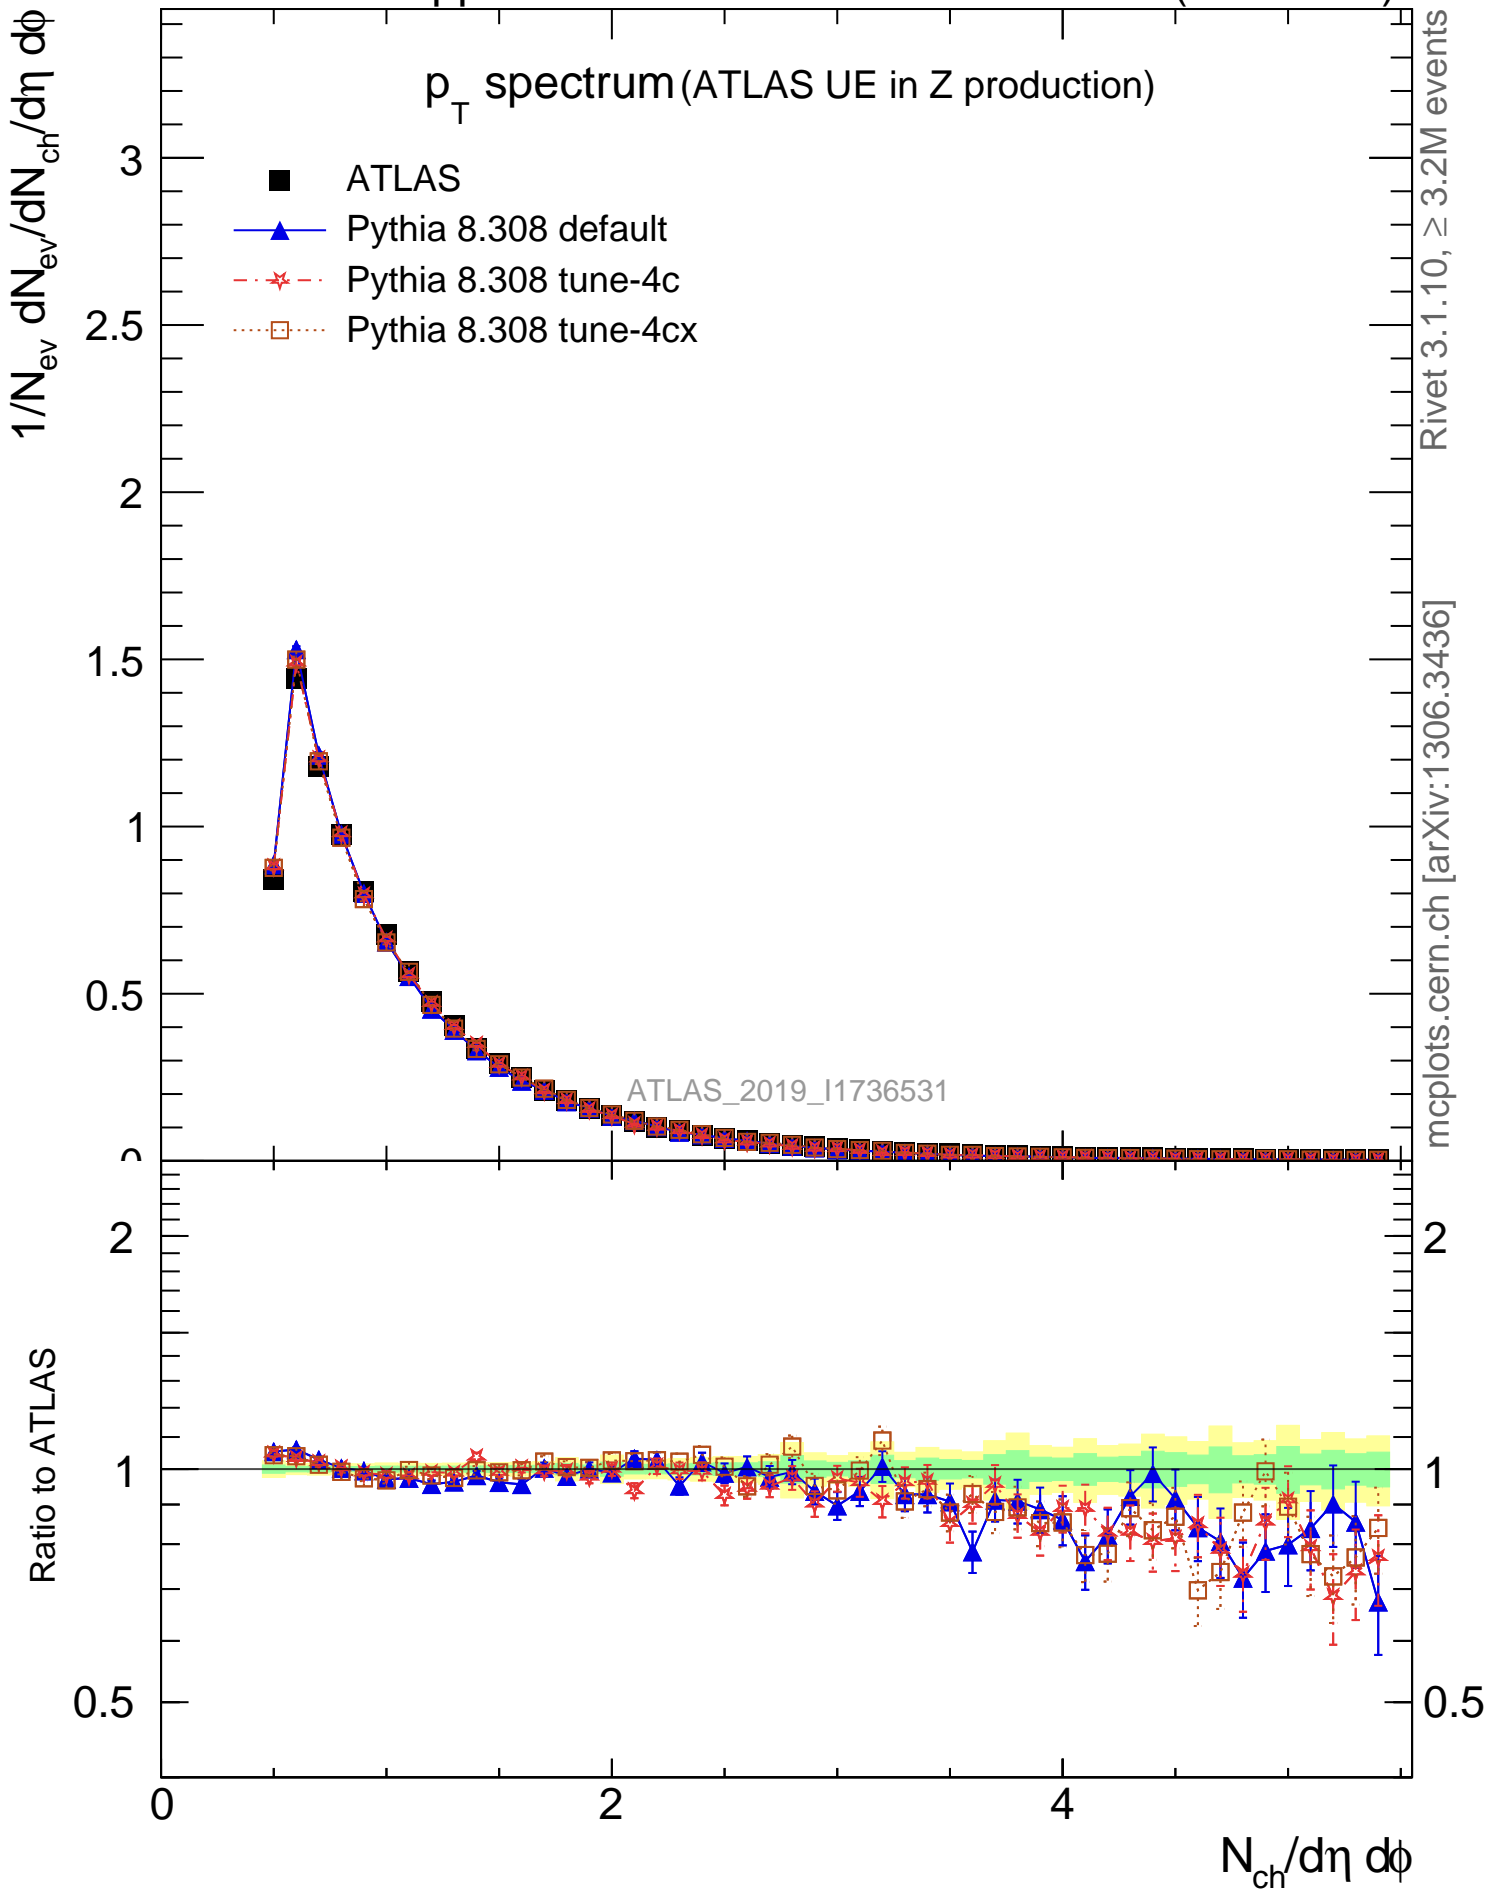 p_T spectrum (ATLAS UE in Z production)
1/N_ev dN_ev/dN_ch/dη dϕ
ATLAS
Pythia 8.308 default
Pythia 8.308 tune-4c
Pythia 8.308 tune-4cx
3
2.5
2
1.5
1
0.5
0
ATLAS_2019_I1736531
Rivet 3.1.10, ≥ 3.2M events
mcplots.cern.ch [arXiv:1306.3436]
Ratio to ATLAS
2
1
0.5
2
1
0.5
0
2
4
N_ch/dη dϕ